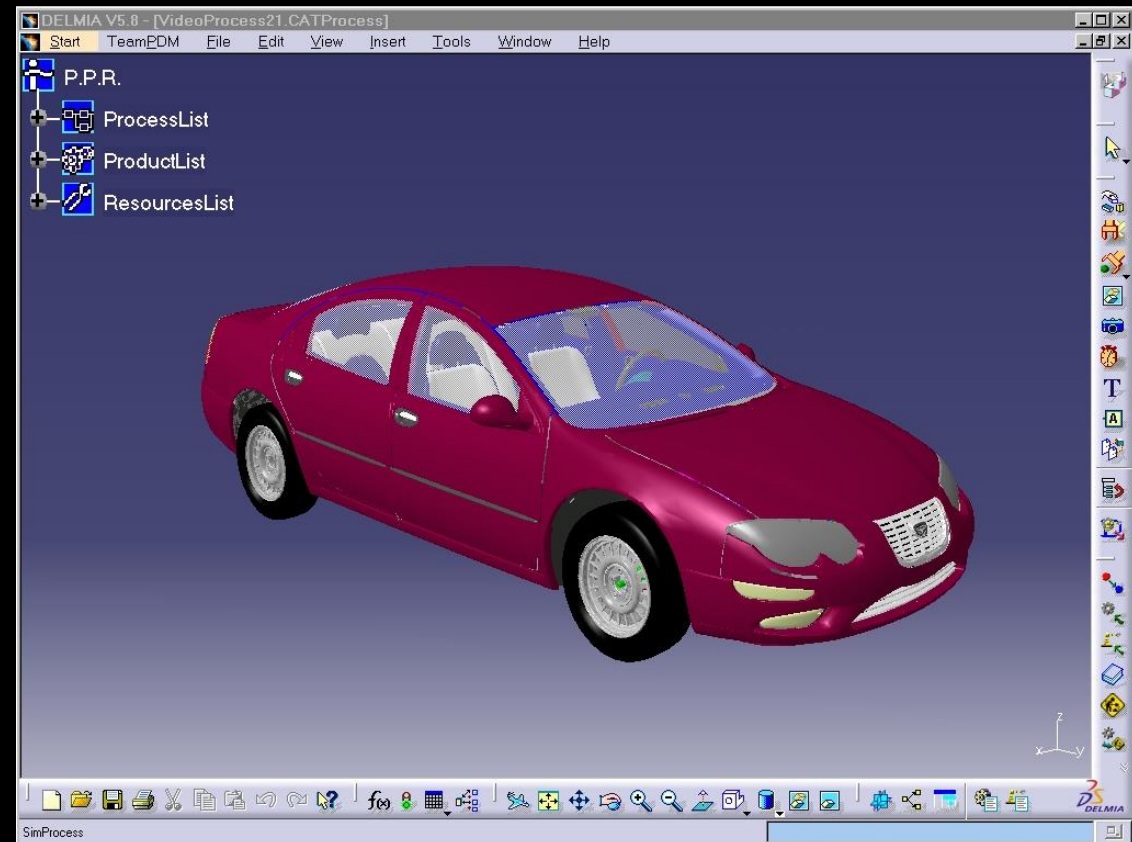 DELMIA V5.8 - [VideoProcess21.CATProcess]
Start TeamPDM File Edit View Insert Tools Window Help
P.P.R.
ProcessList
ProductList
ResourcesList
z
x y
f(x)
T
A
DELMIA
SimProcess